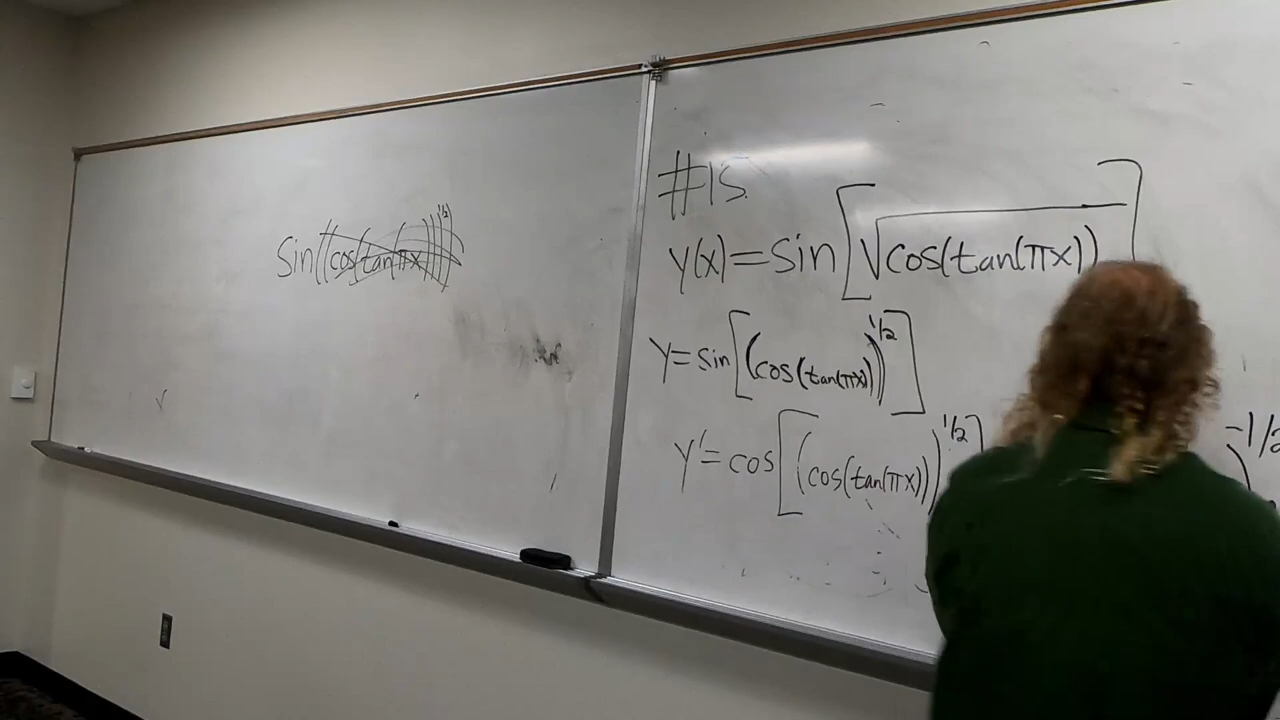 Sin((cos(tan(πx)))^1/2)
#15
y(x)=sin[√cos(tan(πx))]
y=sin[(cos(tan(πx)))^1/2]
y'=cos[(cos(tan(πx)))^1/2] )^-1/2